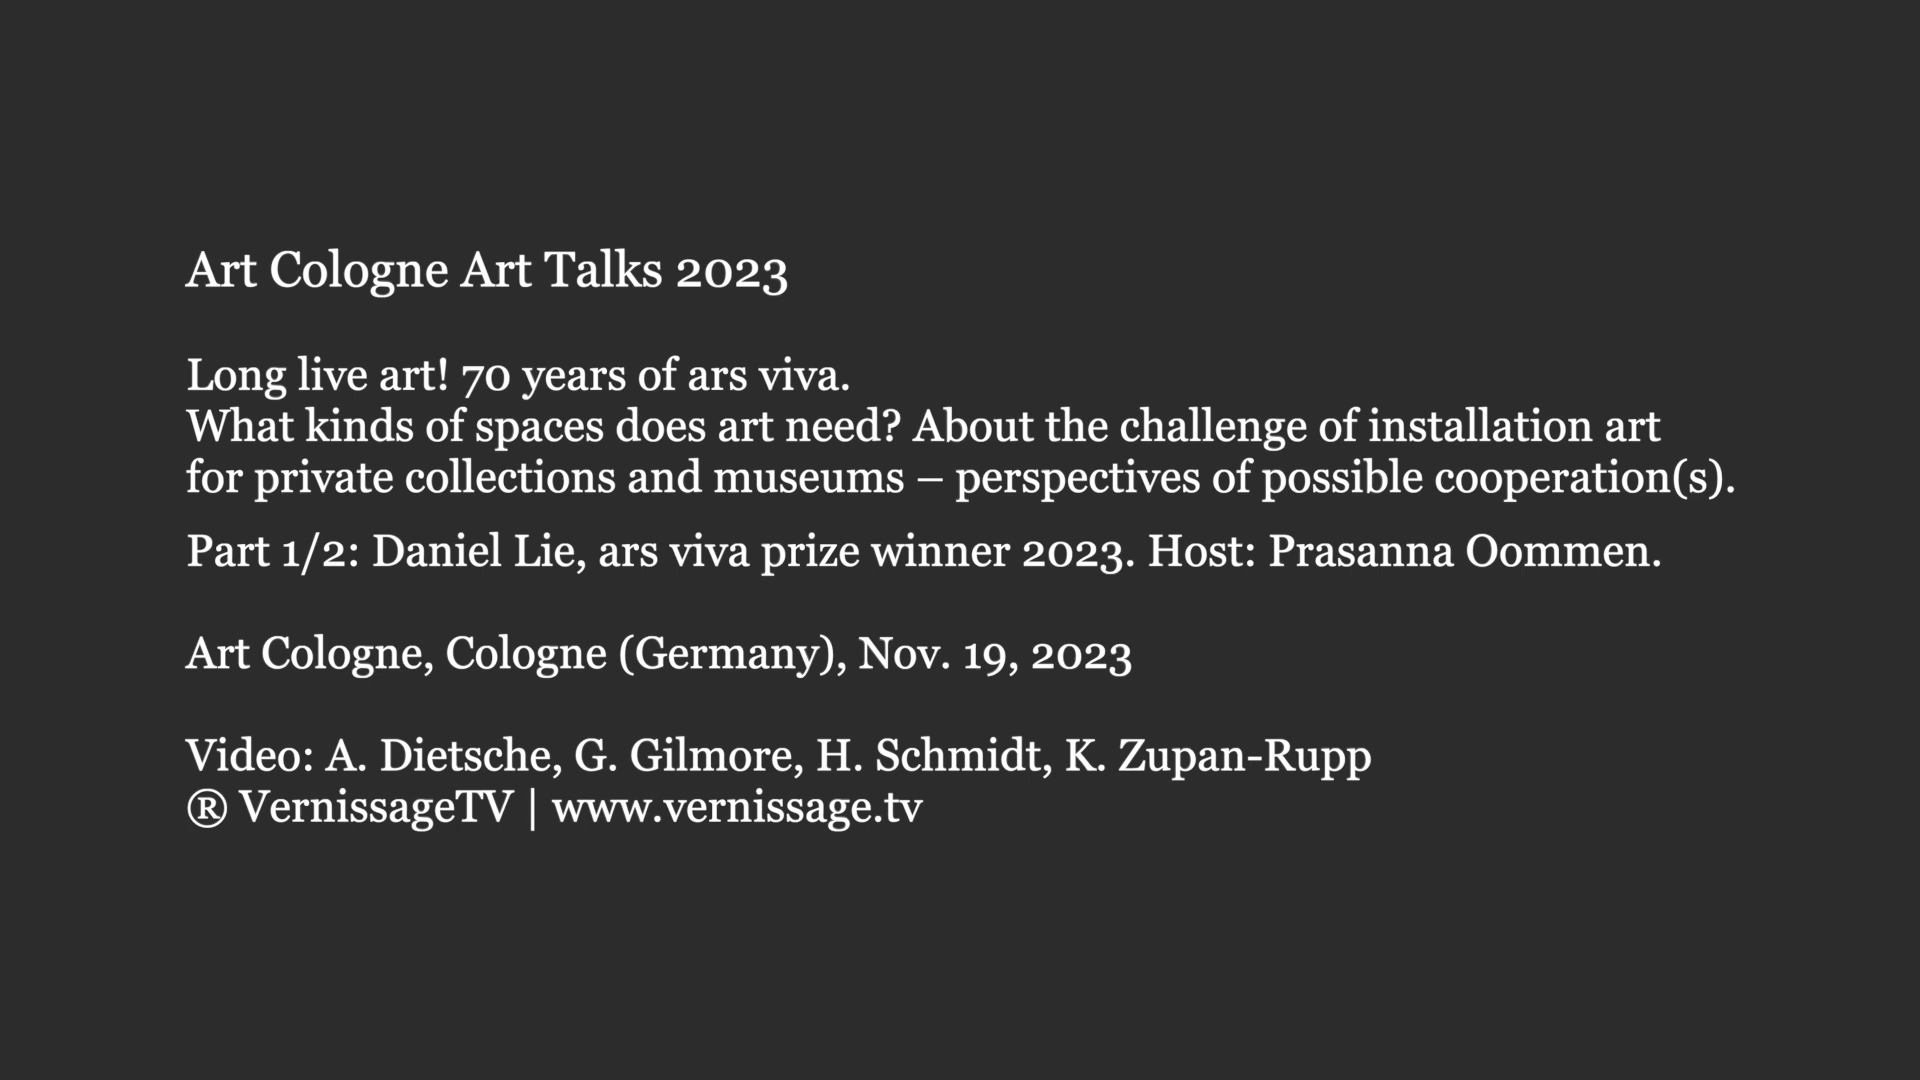 Art Cologne Art Talks 2023
Long live art! 70 years of ars viva.
What kinds of spaces does art need? About the challenge of installation art
for private collections and museums – perspectives of possible cooperation(s).
Part 1/2: Daniel Lie, ars viva prize winner 2023. Host: Prasanna Oommen.
Art Cologne, Cologne (Germany), Nov. 19, 2023
Video: A. Dietsche, G. Gilmore, H. Schmidt, K. Zupan-Rupp
® VernissageTV | www.vernissage.tv